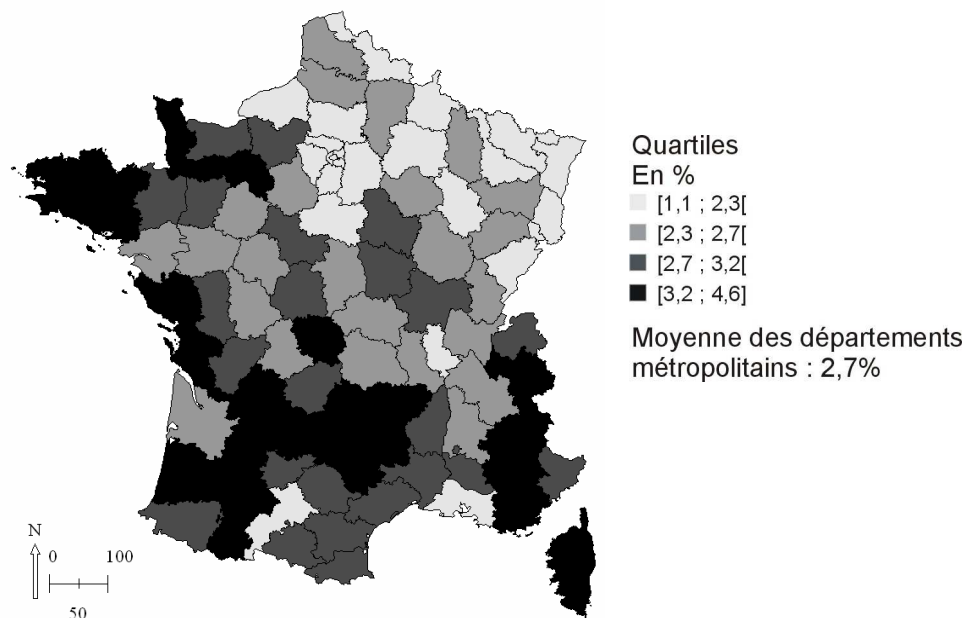 Quartiles
En %
[1,1 ; 2,3[
[2,3 ; 2,7[
[2,7 ; 3,2[
[3,2 ; 4,6]
Moyenne des départements
métropolitains : 2,7%
N
0 100
50